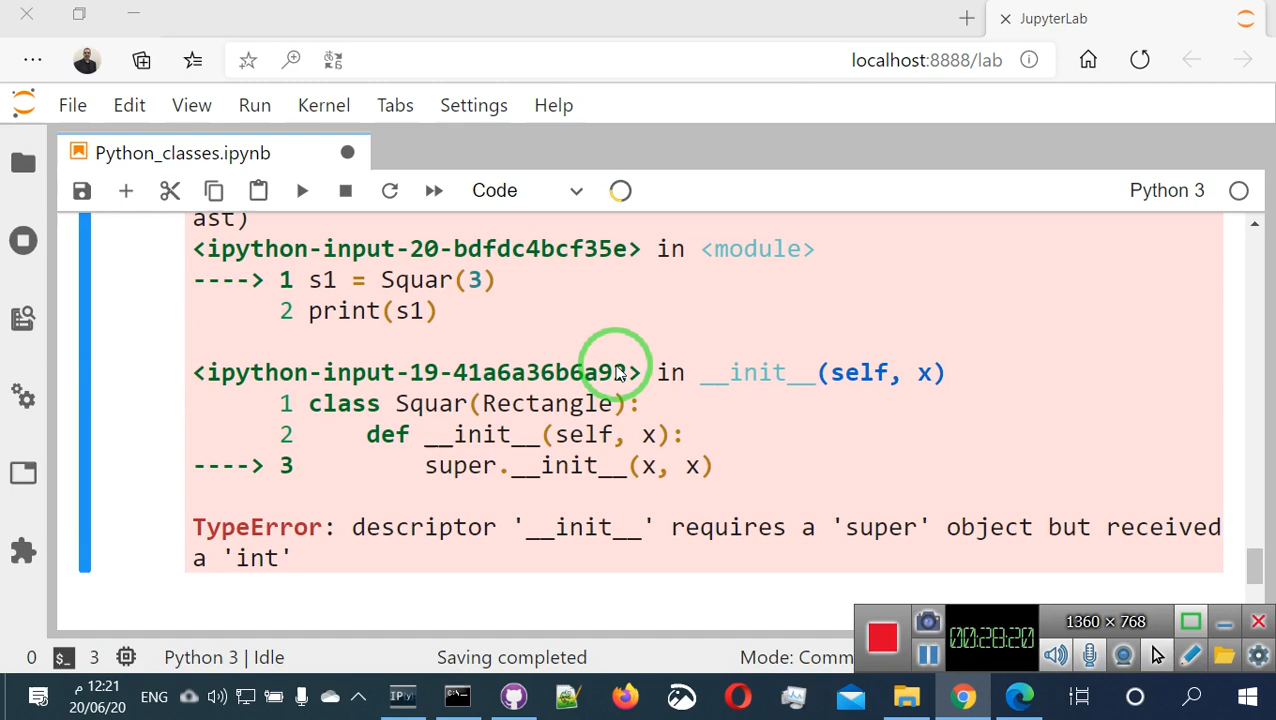 JupyterLab
localhost:8888/lab
File Edit View Run Kernel Tabs Settings Help
Python_classes.ipynb
Code
Python 3
ast)
<ipython-input-20-bdfdc4bcf35e> in <module>
----> 1 s1 = Squar(3)
2 print(s1)
<ipython-input-19-41a6a36b6a93> in __init__(self, x)
1 class Squar(Rectangle):
2 def __init__(self, x):
----> 3 super.__init__(x, x)
TypeError: descriptor '__init__' requires a 'super' object but received
a 'int'
1360 × 768
00:28:20
0
3
Python 3 | Idle
Saving completed
Mode: Comm
12:21 م
20/06/20
ENG
IP[y]: